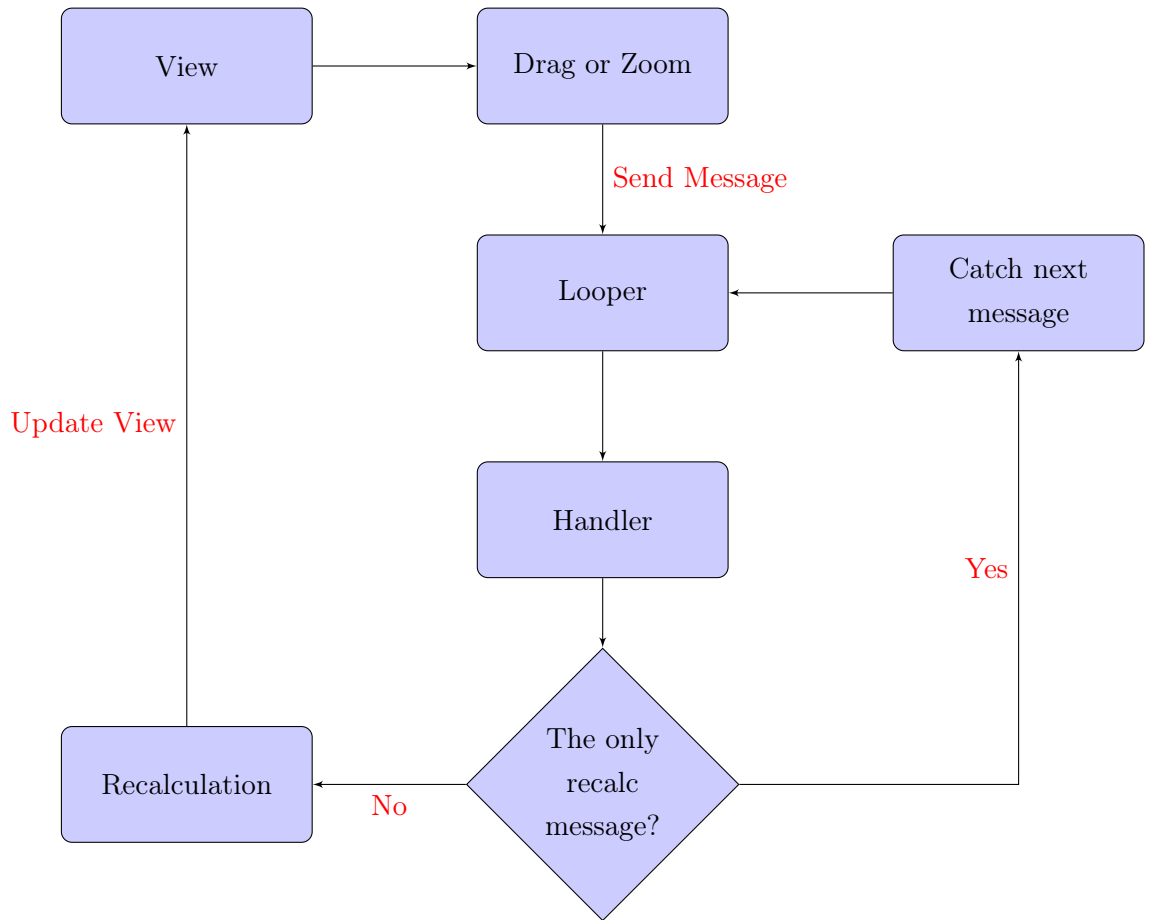 View
Drag or Zoom
Send Message
Looper
Catch next
message
Update View
Handler
Yes
The only
recalc
message?
Recalculation
No